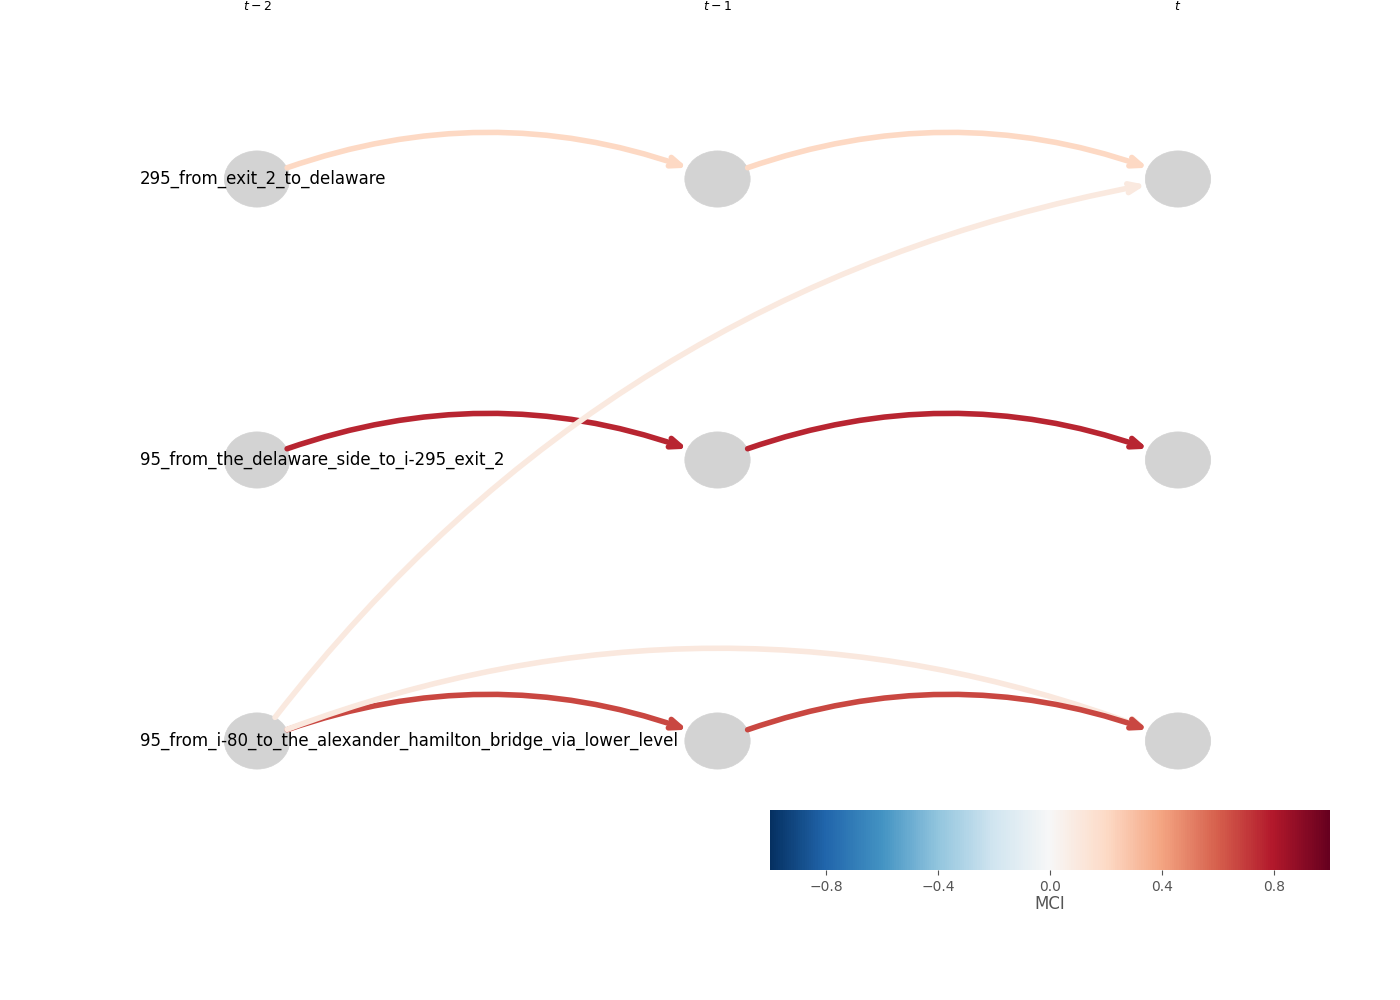 t − 2 t − 1 t
295_from_exit_2_to_delaware
95_from_the_delaware_side_to_i-295_exit_2
95_from_i-80_to_the_alexander_hamilton_bridge_via_lower_level
−0.8 −0.4 0.0 0.4 0.8
MCI